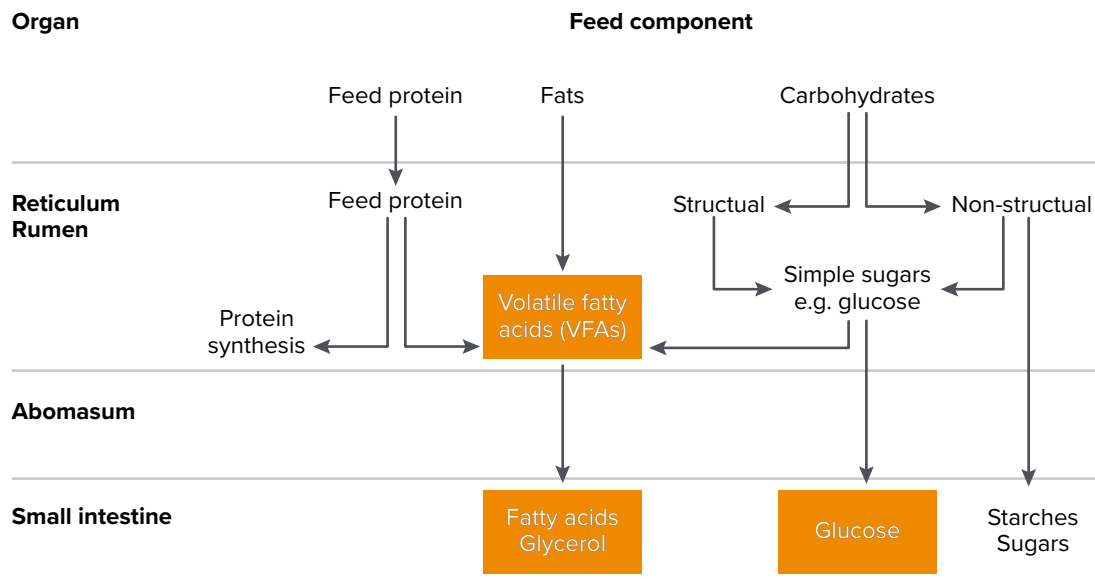 Organ
Feed component
Feed protein
Fats
Carbohydrates
Reticulum
Rumen
Feed protein
Structual
Non-structual
Simple sugars
e.g. glucose
Volatile fatty
acids (VFAs)
Protein
synthesis
Abomasum
Small intestine
Fatty acids
Glycerol
Glucose
Starches
Sugars